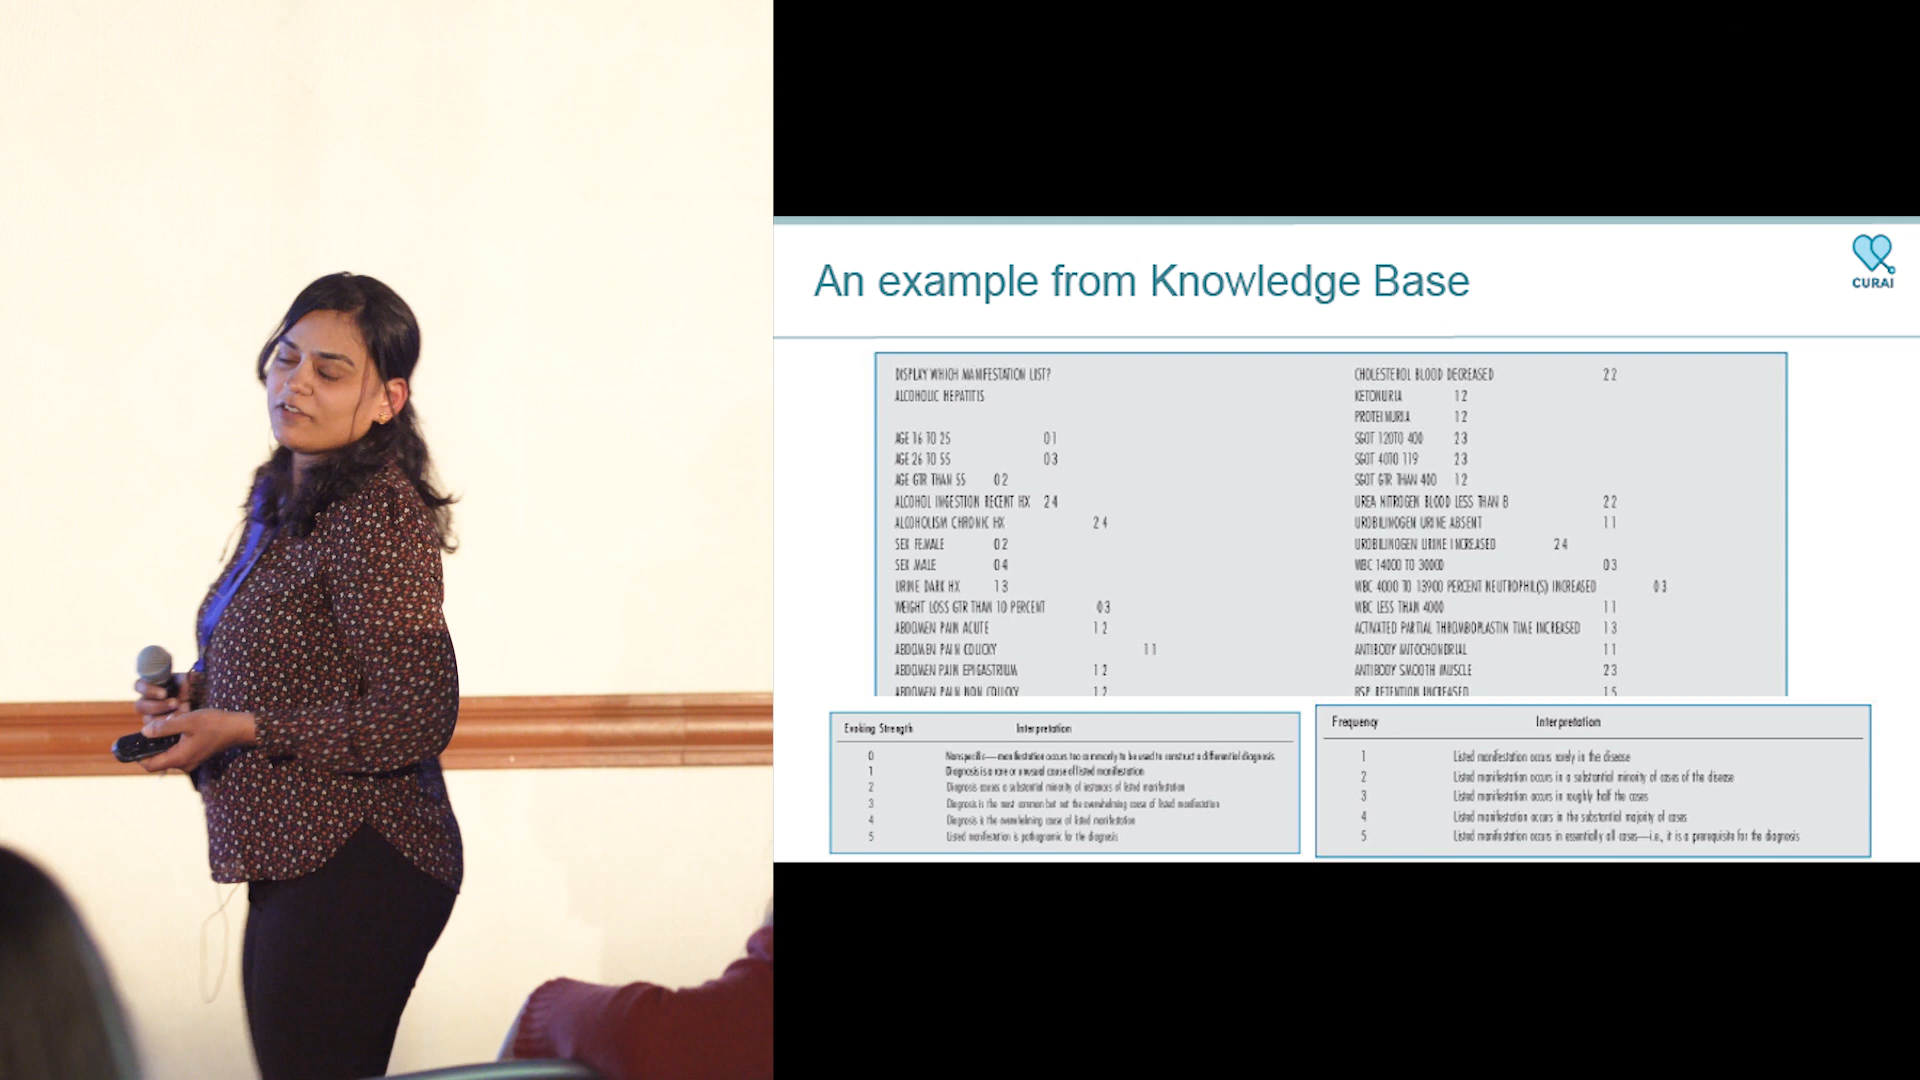 An example from Knowledge Base
CURAI
DISPLAY WHICH MANIFESTATION LIST?
ALCOHOLIC HEPATITIS
AGE 16 TO 25 0 1
AGE 26 TO 55 0 3
AGE GTR THAN 55 0 2
ALCOHOL INGESTION RECENT HX 2 4
ALCOHOLISM CHRONIC HX 2 4
SEX FEMALE 0 2
SEX MALE 0 4
URINE DARK HX 1 3
WEIGHT LOSS GTR THAN 10 PERCENT 0 3
ABDOMEN PAIN ACUTE 1 2
ABDOMEN PAIN COLICKY 1 1
ABDOMEN PAIN EPIGASTRIUM 1 2
ABDOMEN PAIN NON COLICKY 1 2
CHOLESTEROL BLOOD DECREASED 2 2
KETONURIA 1 2
PROTEINURIA 1 2
SGOT 120TO 400 2 3
SGOT 40TO 119 2 3
SGOT GTR THAN 400 1 2
UREA NITROGEN BLOOD LESS THAN 8 2 2
UROBILINOGEN URINE ABSENT 1 1
UROBILINOGEN URINE INCREASED 2 4
WBC 14000 TO 30000 0 3
WBC 4000 TO 13900 PERCENT NEUTROPHIL(S) INCREASED 0 3
WBC LESS THAN 4000 1 1
ACTIVATED PARTIAL THROMBOPLASTIN TIME INCREASED 1 3
ANTIBODY MITOCHONDRIAL 1 1
ANTIBODY SMOOTH MUSCLE 2 3
BSP RETENTION INCREASED 1 5
Evoking Strength Interpretation
0 Nonspecific—manifestation occurs too commonly to be used to construct a differential diagnosis
1 Diagnosis is a rare or unusual cause of listed manifestation
2 Diagnosis causes a substantial minority of instances of listed manifestation
3 Diagnosis is the most common but not the overwhelming cause of listed manifestation
4 Diagnosis is the overwhelming cause of listed manifestation
5 Listed manifestation is pathognomic for the diagnosis
Frequency Interpretation
1 Listed manifestation occurs rarely in the disease
2 Listed manifestation occurs in a substantial minority of cases of the disease
3 Listed manifestation occurs in roughly half the cases
4 Listed manifestation occurs in the substantial majority of cases
5 Listed manifestation occurs in essentially all cases—i.e., it is a prerequisite for the diagnosis